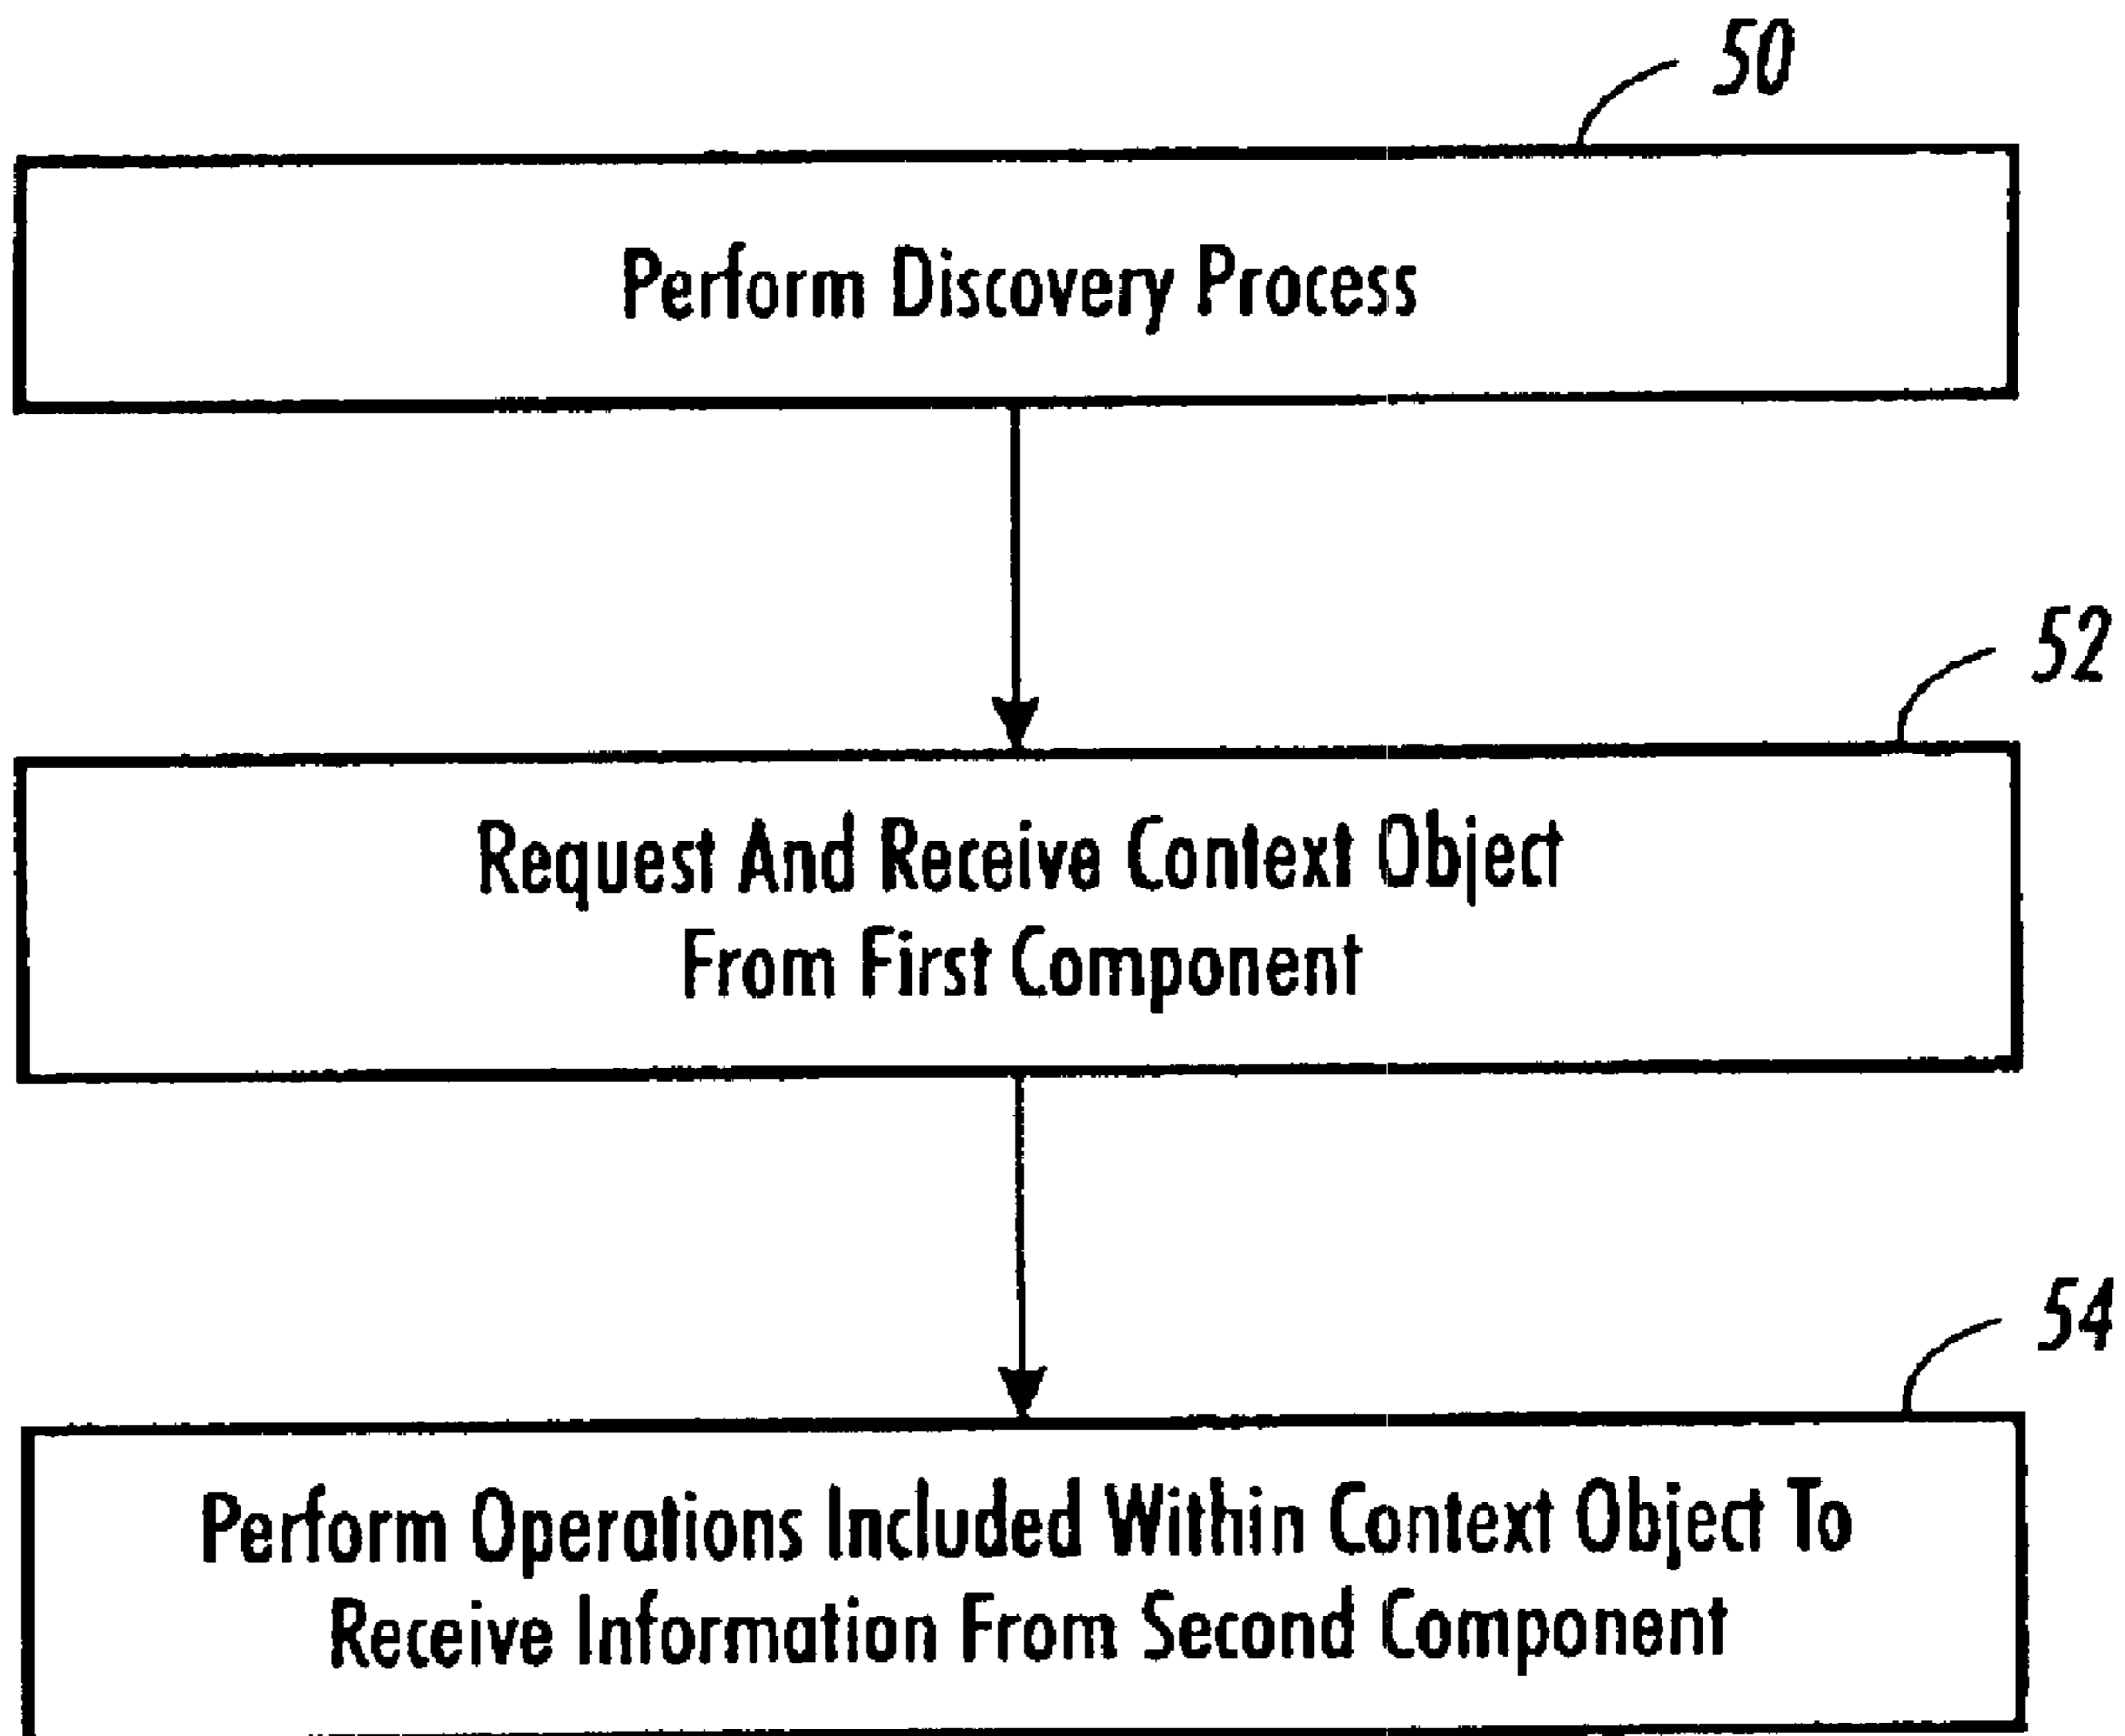 50
Perform Discovery Process
52
Request And Receive Context Object
From First Component
54
Perform Operations Included Within Context Object To
Receive Information From Second Component